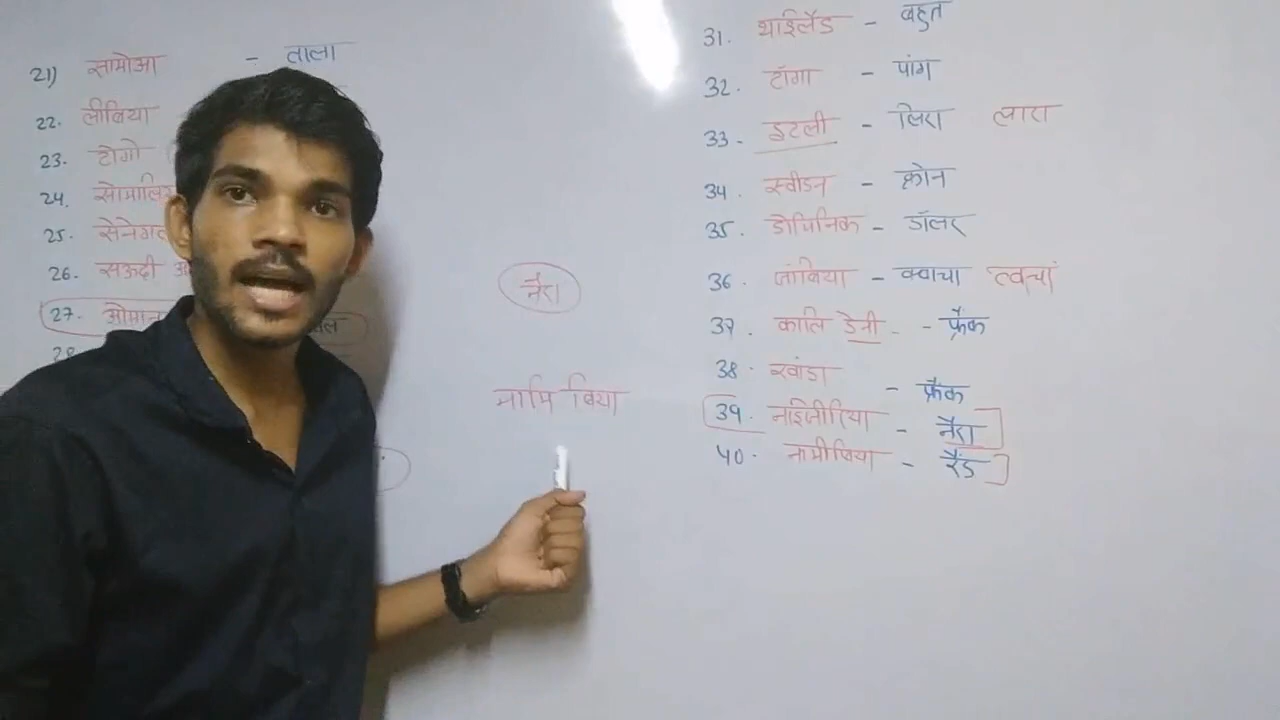 21) सामोआ - ताला
22. लीबिया
23. टोगो
24. सोमालि
25. सेनेगल
26. सऊदी अ
27. ओमान
28
नैरा
नामि बिया
31. थाईलैंड - बहुत
32. टोंगा - पांग
33. इटली - लिरा लारा
34. स्वीडन - क्रोन
35. डोमिनिक - डॉलर
36. जांबिया - क्वाचा त्वचा
37. कालि डेनी - - फ्रैंक
38. रवांडा - फ्रैंक
39. नाइजीरिया - नैरा
40. नामीबिया - रैंड